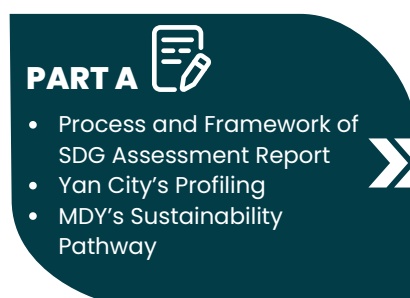 PART A
• Process and Framework of
SDG Assessment Report
• Yan City's Profiling
• MDY's Sustainability
Pathway